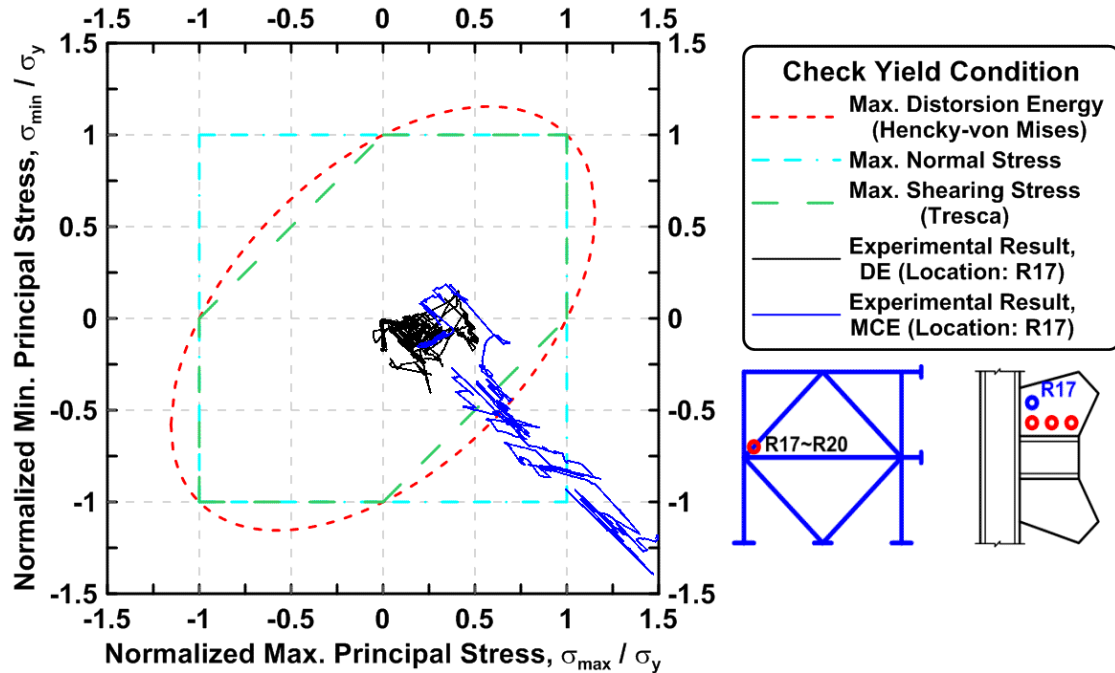 -1.5 -1 -0.5 0 0.5 1 1.5
1.5 1.5
1 1
0.5 0.5
0 0
-0.5 -0.5
-1 -1
-1.5 -1.5
-1.5 -1 -0.5 0 0.5 1 1.5
Normalized Max. Principal Stress, σmax / σy
Normalized Min. Principal Stress, σmin / σy
Check Yield Condition
Max. Distorsion Energy
(Hencky-von Mises)
Max. Normal Stress
Max. Shearing Stress
(Tresca)
Experimental Result,
DE (Location: R17)
Experimental Result,
MCE (Location: R17)
R17~R20
R17